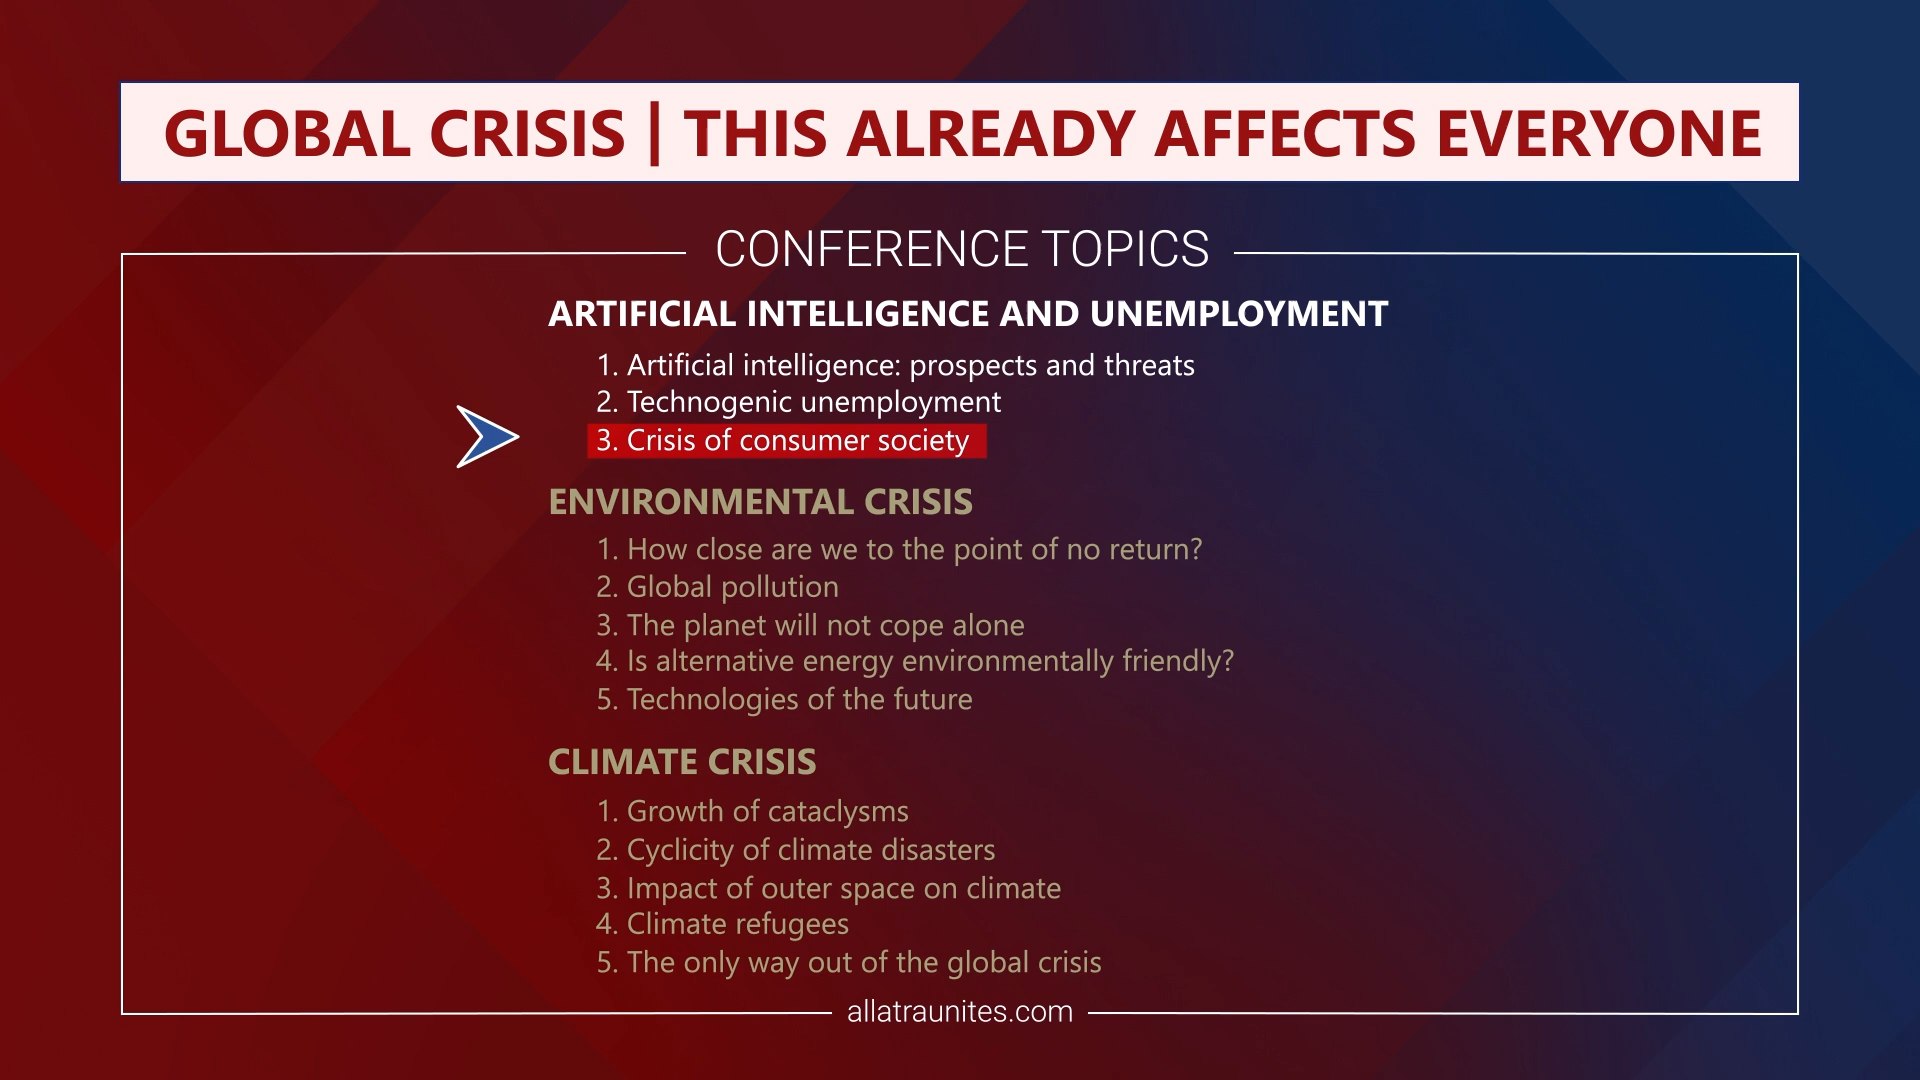 GLOBAL CRISIS | THIS ALREADY AFFECTS EVERYONE
CONFERENCE TOPICS
ARTIFICIAL INTELLIGENCE AND UNEMPLOYMENT
1. Artificial intelligence: prospects and threats
2. Technogenic unemployment
3. Crisis of consumer society
ENVIRONMENTAL CRISIS
1. How close are we to the point of no return?
2. Global pollution
3. The planet will not cope alone
4. Is alternative energy environmentally friendly?
5. Technologies of the future
CLIMATE CRISIS
1. Growth of cataclysms
2. Cyclicity of climate disasters
3. Impact of outer space on climate
4. Climate refugees
5. The only way out of the global crisis
allatraunites.com